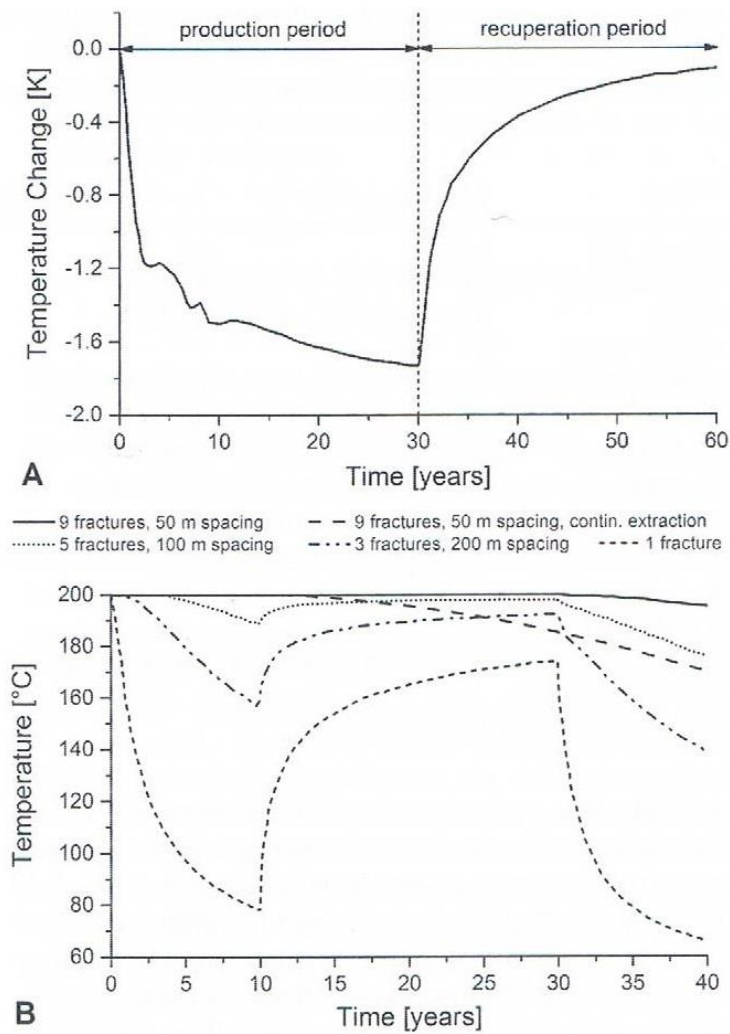 production period recuperation period
0.0
-0.4
-0.8
-1.2
-1.6
-2.0
Temperature Change [K]
0 10 20 30 40 50 60
A Time [years]
9 fractures, 50 m spacing 9 fractures, 50 m spacing, contin. extraction
5 fractures, 100 m spacing 3 fractures, 200 m spacing 1 fracture
200
180
160
140
120
100
80
60
Temperature [°C]
0 5 10 15 20 25 30 35 40
B Time [years]